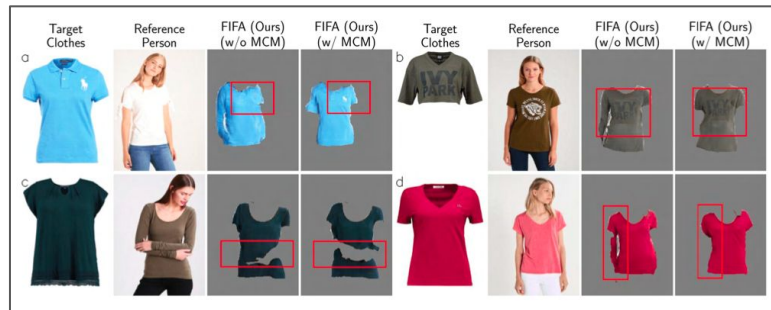 Target Clothes
Reference Person
FIFA (Ours) (w/o MCM)
FIFA (Ours) (w/ MCM)
Target Clothes
Reference Person
FIFA (Ours) (w/o MCM)
FIFA (Ours) (w/ MCM)
a
b
IVY
PARK
c
d